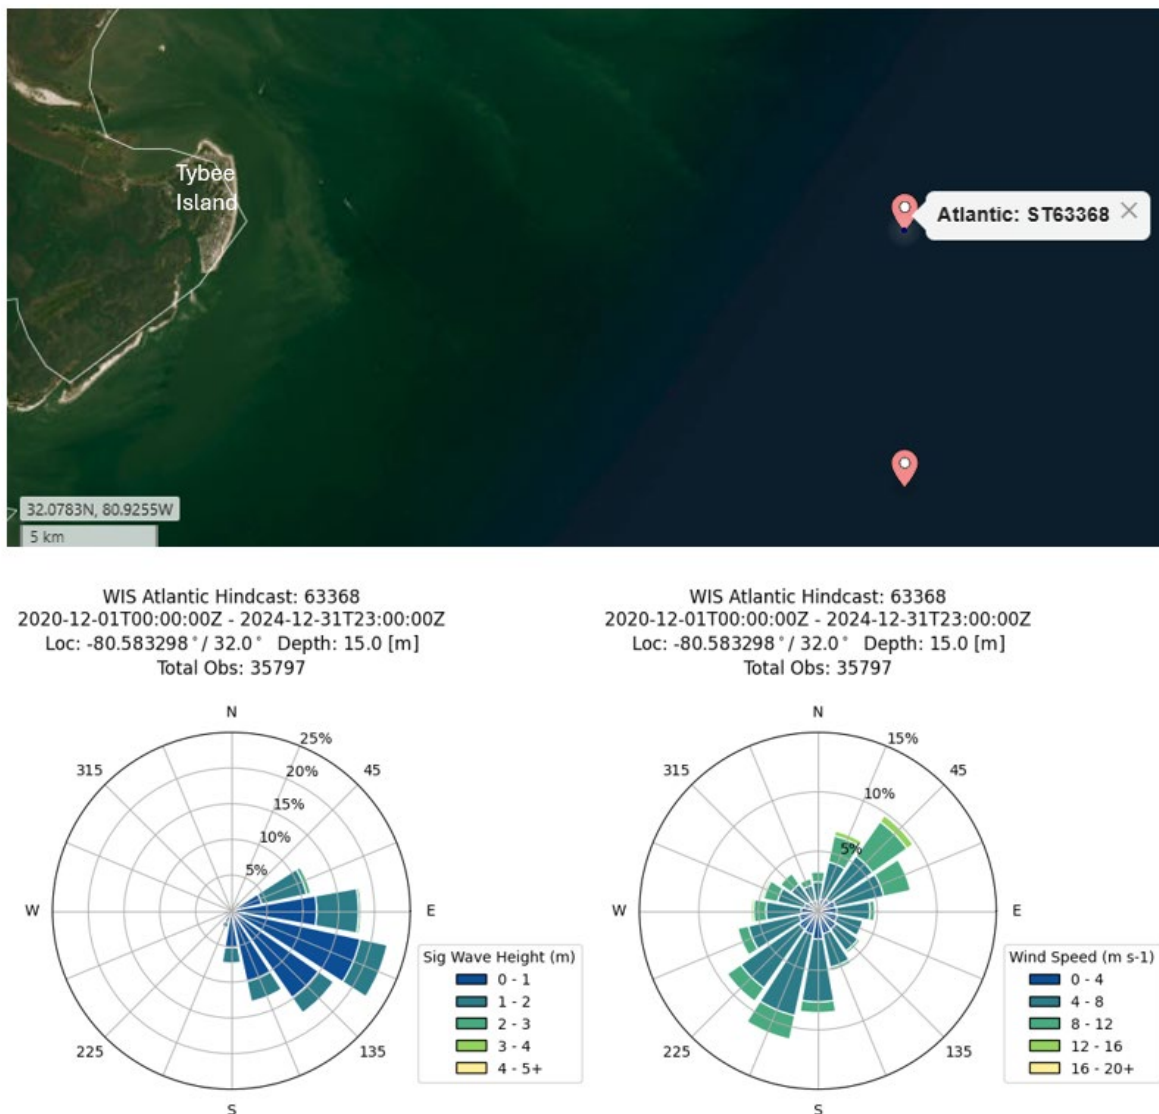 Tybee
Island
Atlantic: ST63368 ×
32.0783N, 80.9255W
5 km
WIS Atlantic Hindcast: 63368
2020-12-01T00:00:00Z - 2024-12-31T23:00:00Z
Loc: -80.583298°/ 32.0° Depth: 15.0 [m]
Total Obs: 35797
N
25%
315
20%
45
15%
10%
5%
W
E
225
135
S
Sig Wave Height (m)
0 - 1
1 - 2
2 - 3
3 - 4
4 - 5+
WIS Atlantic Hindcast: 63368
2020-12-01T00:00:00Z - 2024-12-31T23:00:00Z
Loc: -80.583298°/ 32.0° Depth: 15.0 [m]
Total Obs: 35797
N
15%
315
45
10%
5%
W
E
225
135
S
Wind Speed (m s-1)
0 - 4
4 - 8
8 - 12
12 - 16
16 - 20+